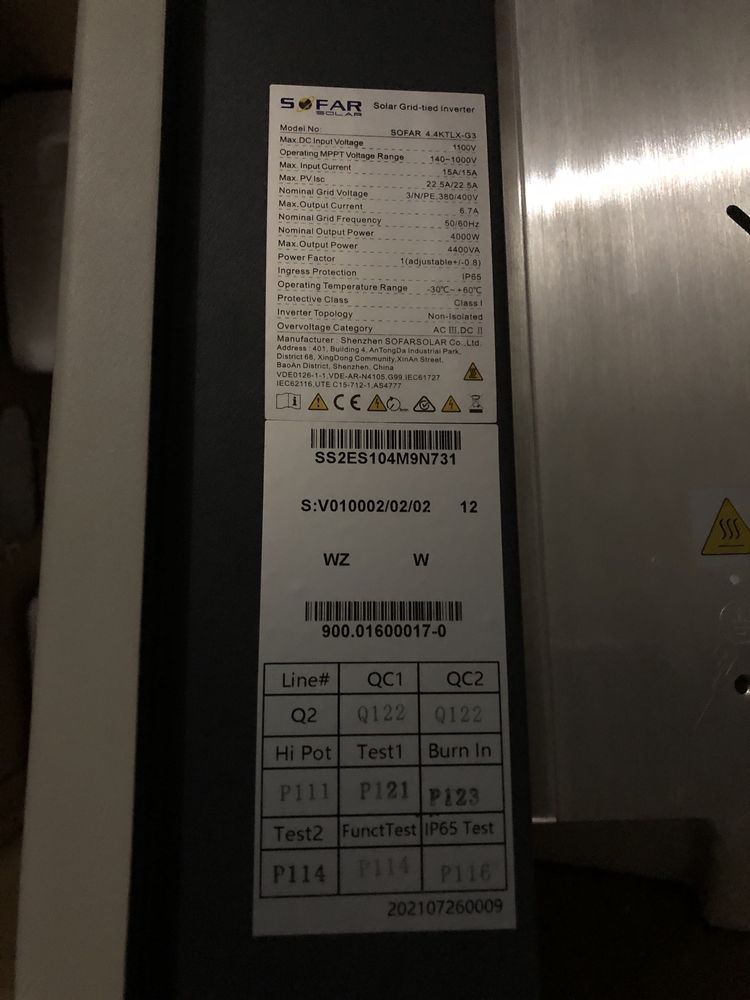 SOFAR SOLAR Solar Grid-tied Inverter
Model No: SOFAR 4.4KTLX-G3
Max.DC Input Voltage 1100V
Operating MPPT Voltage Range 140~1000V
Max. Input Current 15A/15A
Max. PV Isc 22.5A/22.5A
Nominal Grid Voltage 3/N/PE,380/400V
Max.Output Current 6.7A
Nominal Grid Frequency 50/60Hz
Nominal Output Power 4000W
Max.Output Power 4400VA
Power Factor 1(adjustable+/-0.8)
Ingress Protection IP65
Operating Temperature Range -30℃~+60℃
Protective Class Class I
Inverter Topology Non-Isolated
Overvoltage Category AC III,DC II
Manufacturer : Shenzhen SOFARSOLAR Co.,Ltd.
Address : 401, Building 4, AnTongDa Industrial Park,
District 68, XingDong Community,XinAn Street,
BaoAn District, Shenzhen, China
VDE0126-1-1,VDE-AR-N4105,G99,IEC61727
IEC62116,UTE C15-712-1,AS4777
CE
SS2ES104M9N731
S:V010002/02/02 12
WZ W
900.01600017-0
Line# QC1 QC2
Q2 Q122 Q122
Hi Pot Test1 Burn In
P111 P121 P123
Test2 FunctTest IP65 Test
P114 P114 P116
202107260009